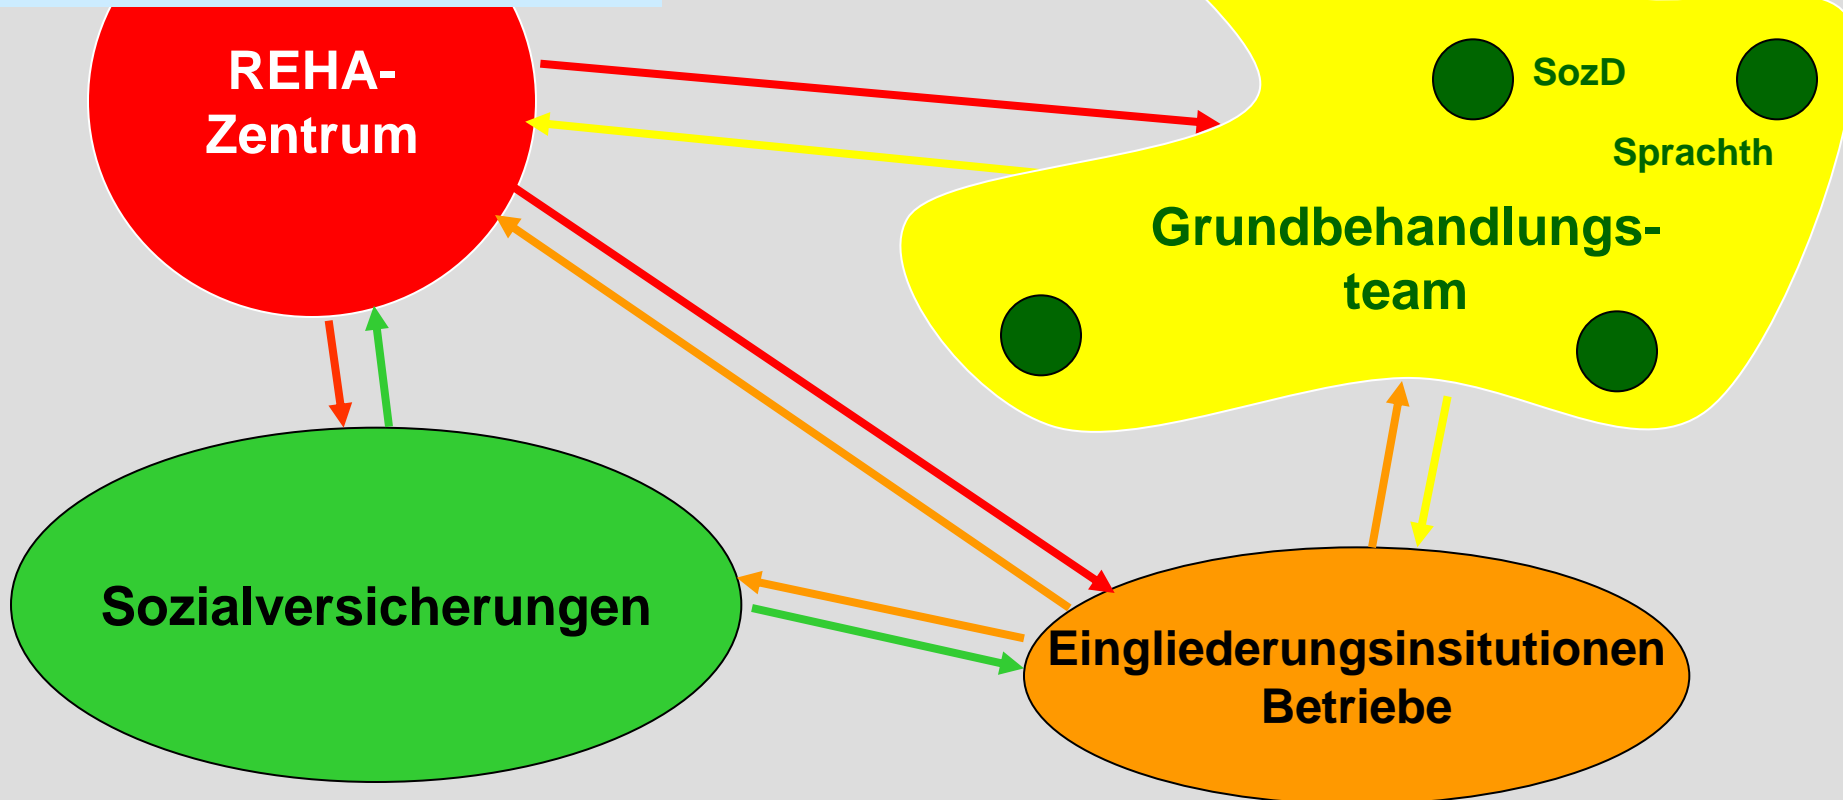 REHA-
Zentrum
SozD
Sprachth
Grundbehandlungs-
team
Sozialversicherungen
Eingliederungsinsitutionen
Betriebe